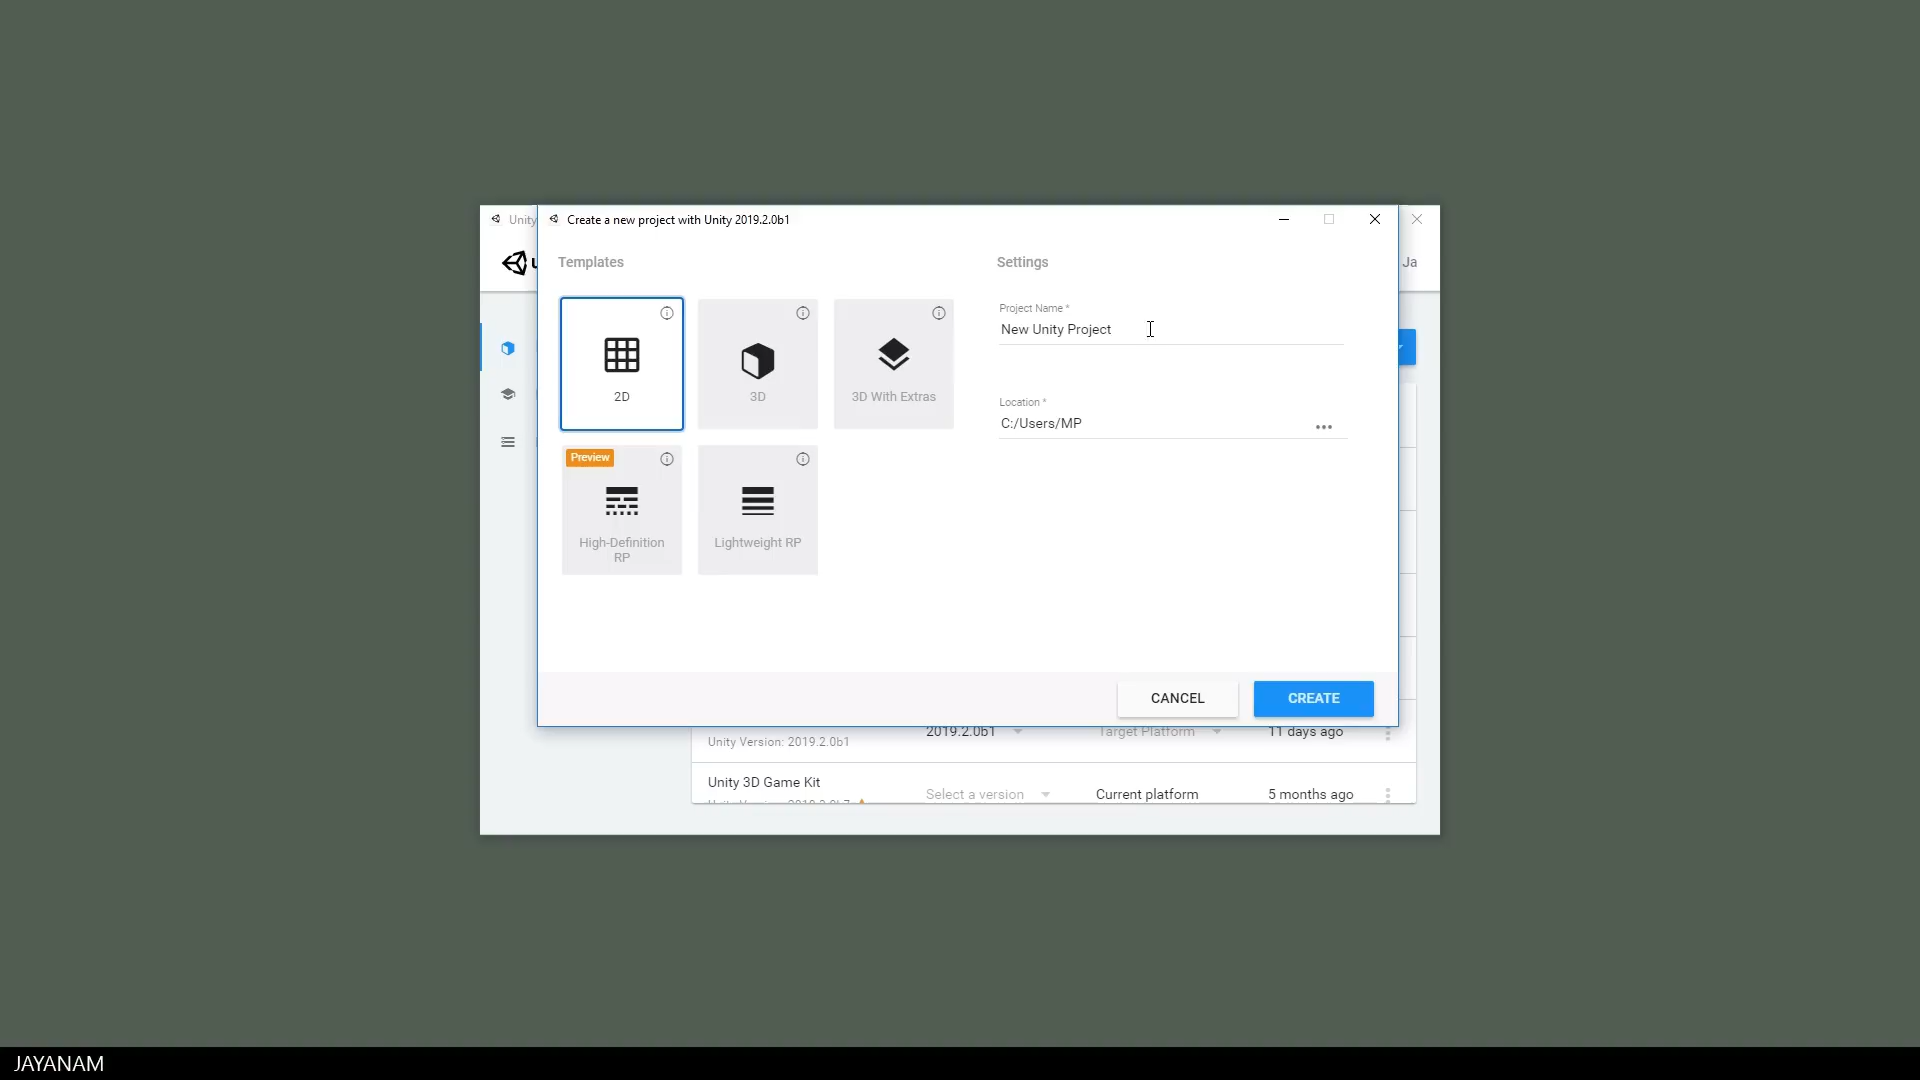 Unity
Create a new project with Unity 2019.2.0b1
Ja
Templates
Settings
2D
3D
3D With Extras
Preview
High-Definition
RP
Lightweight RP
Project Name *
New Unity Project
Location *
C:/Users/MP
CANCEL
CREATE
Unity Version: 2019.2.0b1
2019.2.0b1
Target Platform
11 days ago
Unity 3D Game Kit
Select a version
Current platform
5 months ago
JAYANAM